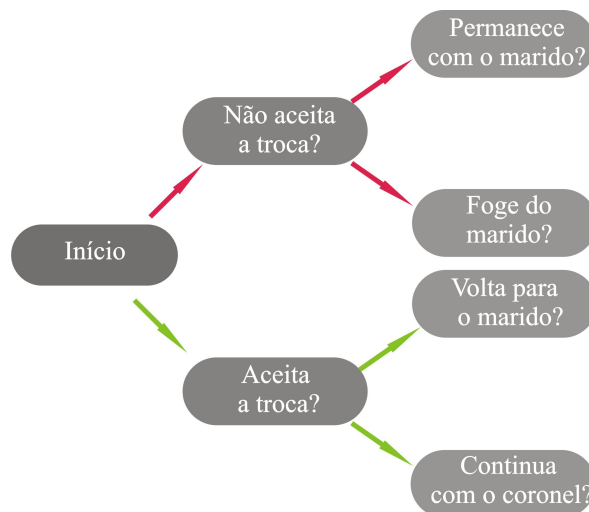 Permanece
com o marido?
Não aceita
a troca?
Foge do
marido?
Início
Volta para
o marido?
Aceita
a troca?
Continua
com o coronel?